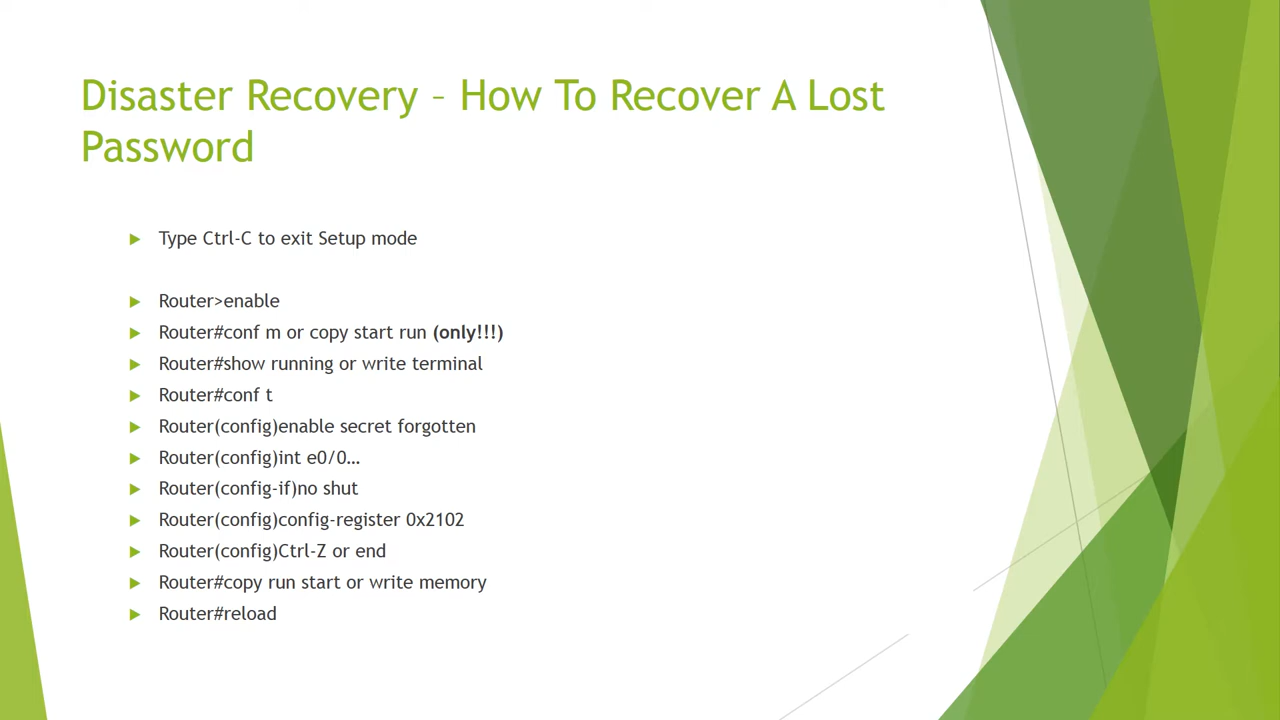 Disaster Recovery – How To Recover A Lost
Password
Type Ctrl-C to exit Setup mode
Router>enable
Router#conf m or copy start run (only!!!)
Router#show running or write terminal
Router#conf t
Router(config)enable secret forgotten
Router(config)int e0/0…
Router(config-if)no shut
Router(config)config-register 0x2102
Router(config)Ctrl-Z or end
Router#copy run start or write memory
Router#reload